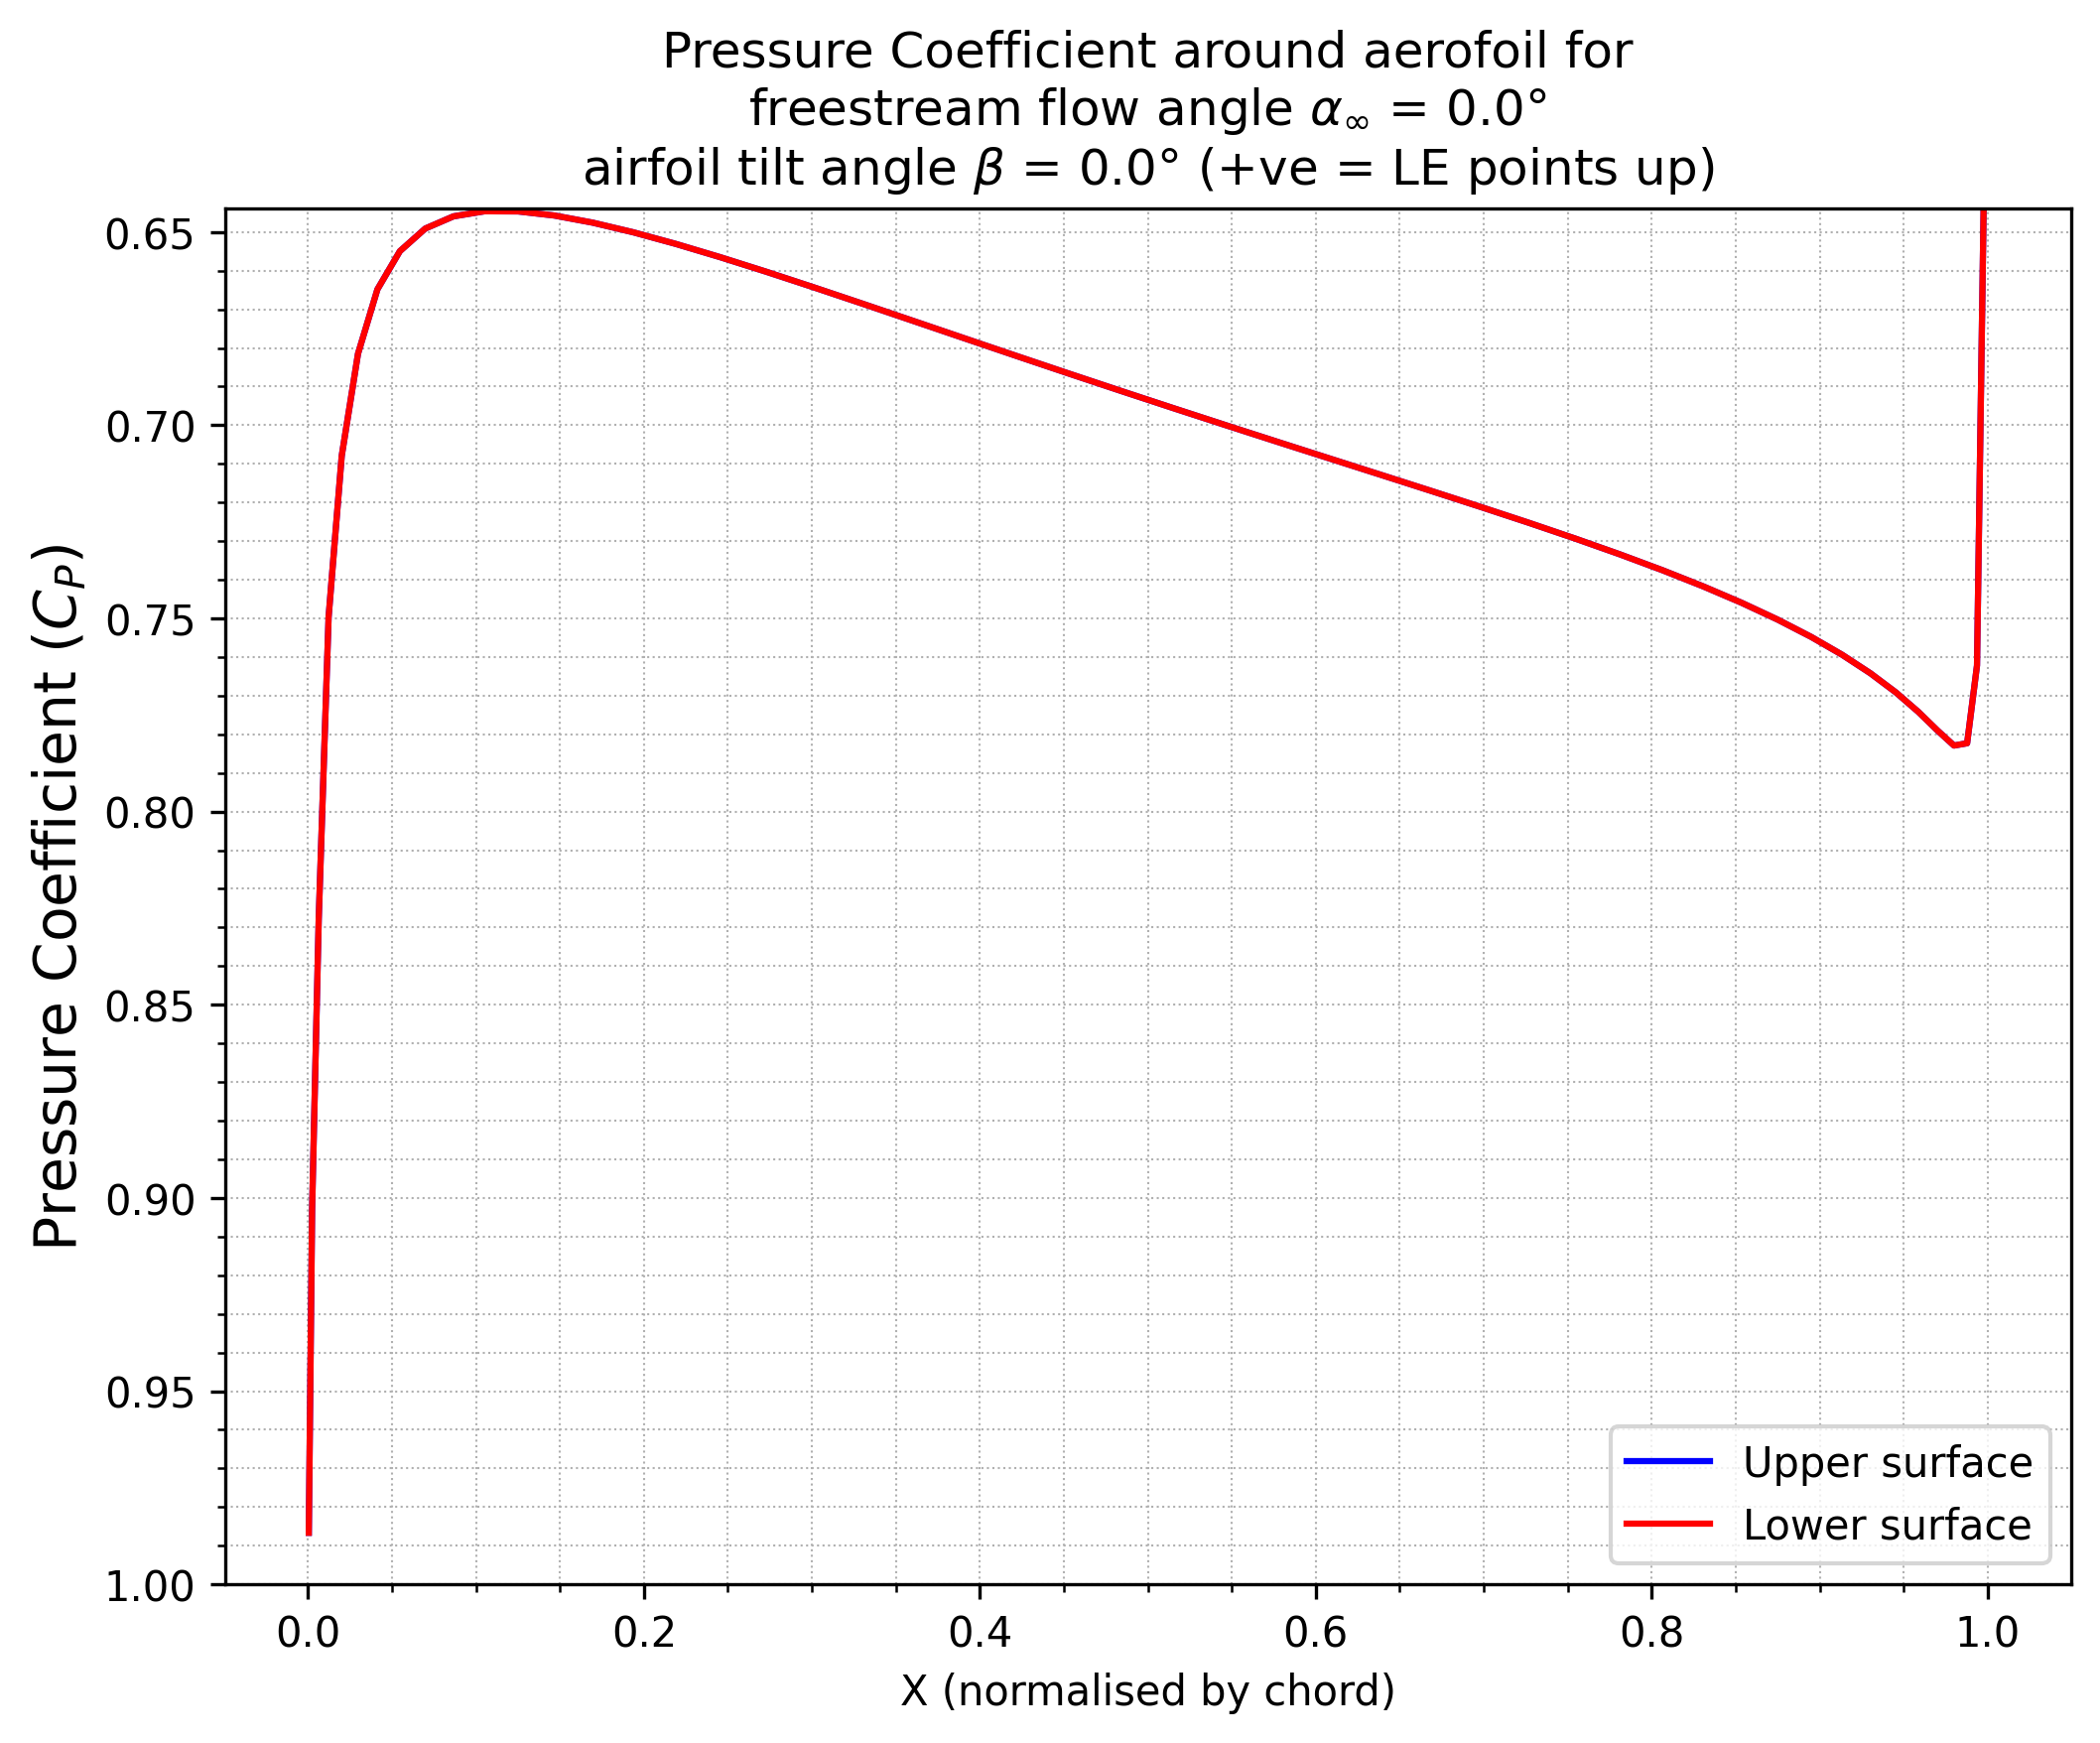 Pressure Coefficient around aerofoil for
freestream flow angle α∞ = 0.0°
airfoil tilt angle β = 0.0° (+ve = LE points up)
Pressure Coefficient (C_P)
0.65
0.70
0.75
0.80
0.85
0.90
0.95
1.00
0.0 0.2 0.4 0.6 0.8 1.0
X (normalised by chord)
Upper surface
Lower surface